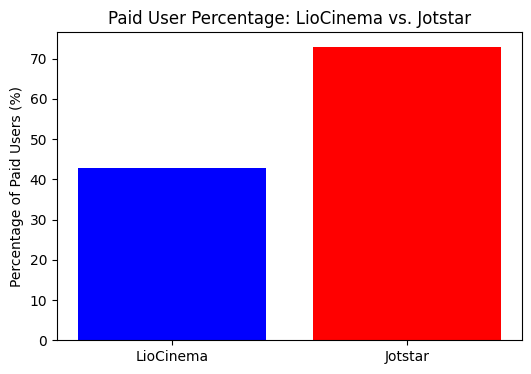 Paid User Percentage: LioCinema vs. Jotstar
Percentage of Paid Users (%)
70
60
50
40
30
20
10
0
LioCinema Jotstar